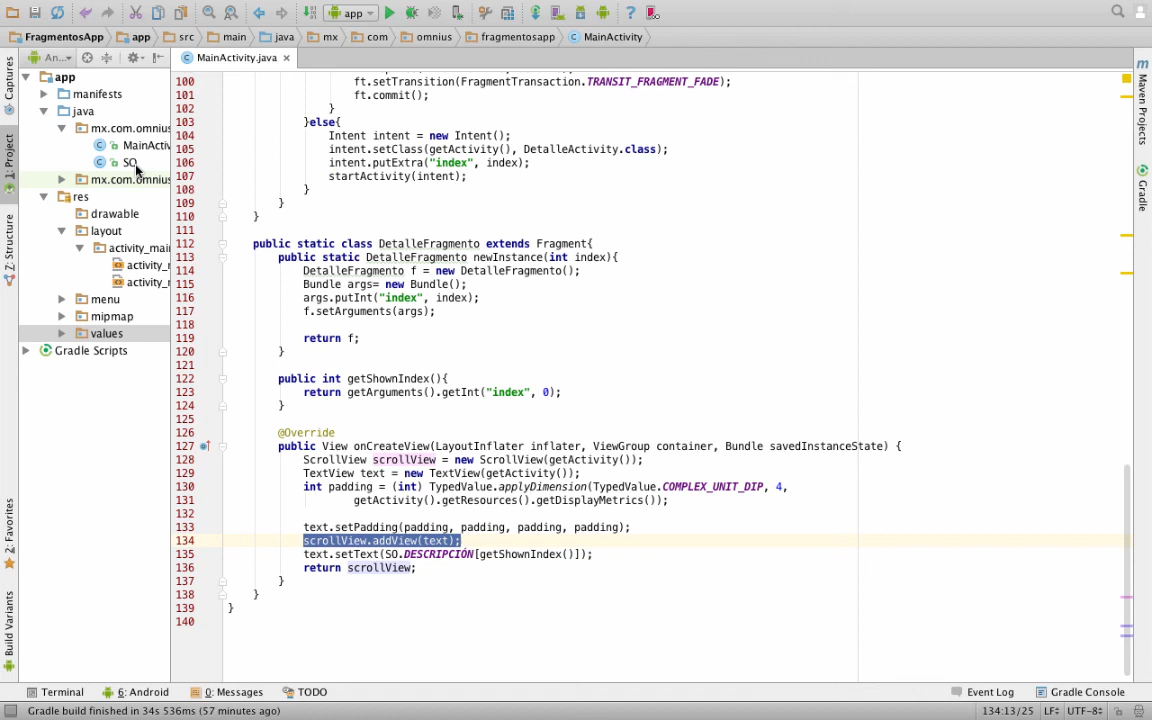 app
FragmentosApp app src main java mx com omnius fragmentosapp MainActivity
An... MainActivity.java
app
manifests
java
mx.com.omnius
MainActiv
SO
mx.com.omnius
res
drawable
layout
activity_mai
activity_r
activity_r
menu
mipmap
values
Gradle Scripts
Captures
1: Project
7: Structure
2: Favorites
Build Variants
Maven Projects
Gradle
100 ft.setTransition(FragmentTransaction.TRANSIT_FRAGMENT_FADE);
101 ft.commit();
102 }
103 }else{
104 Intent intent = new Intent();
105 intent.setClass(getActivity(), DetalleActivity.class);
106 intent.putExtra("index", index);
107 startActivity(intent);
108 }
109 }
110 }
111
112 public static class DetalleFragmento extends Fragment{
113 public static DetalleFragmento newInstance(int index){
114 DetalleFragmento f = new DetalleFragmento();
115 Bundle args= new Bundle();
116 args.putInt("index", index);
117 f.setArguments(args);
118
119 return f;
120 }
121
122 public int getShownIndex(){
123 return getArguments().getInt("index", 0);
124 }
125
126 @Override
127 public View onCreateView(LayoutInflater inflater, ViewGroup container, Bundle savedInstanceState) {
128 ScrollView scrollView = new ScrollView(getActivity());
129 TextView text = new TextView(getActivity());
130 int padding = (int) TypedValue.applyDimension(TypedValue.COMPLEX_UNIT_DIP, 4,
131 getActivity().getResources().getDisplayMetrics());
132
133 text.setPadding(padding, padding, padding, padding);
134 scrollView.addView(text);
135 text.setText(SO.DESCRIPCIÓN[getShownIndex()]);
136 return scrollView;
137 }
138 }
139 }
140
Terminal 6: Android 0: Messages TODO Event Log Gradle Console
Gradle build finished in 34s 536ms (57 minutes ago) 134:13/25 LF UTF-8